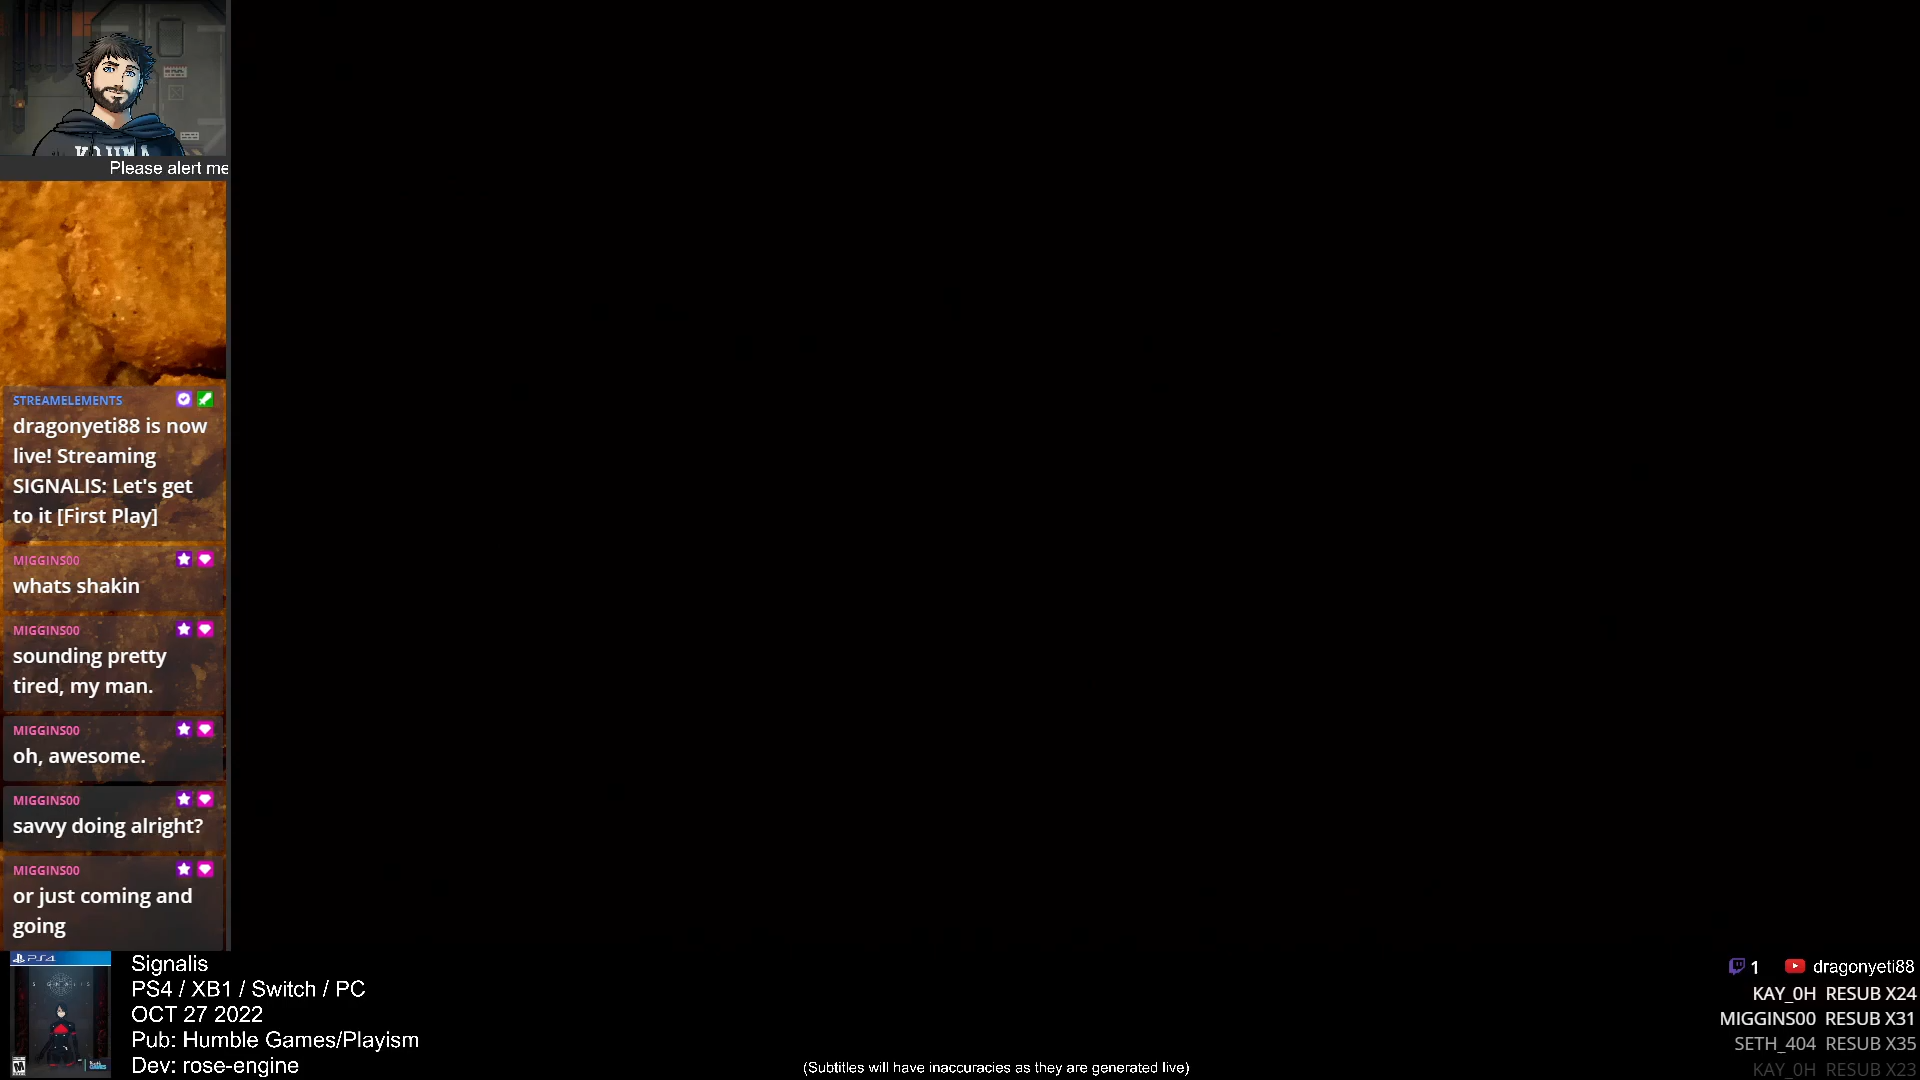 Please alert me
STREAMELEMENTS
dragonyeti88 is now
live! Streaming
SIGNALIS: Let's get
to it [First Play]
MIGGINS00
whats shakin
MIGGINS00
sounding pretty
tired, my man.
MIGGINS00
oh, awesome.
MIGGINS00
savvy doing alright?
MIGGINS00
or just coming and
going
PS4
SIGNALIS
Signalis
PS4 / XB1 / Switch / PC
OCT 27 2022
Pub: Humble Games/Playism
Dev: rose-engine
(Subtitles will have inaccuracies as they are generated live)
1 dragonyeti88
KAY_0H RESUB X24
MIGGINS00 RESUB X31
SETH_404 RESUB X35
KAY_0H RESUB X23